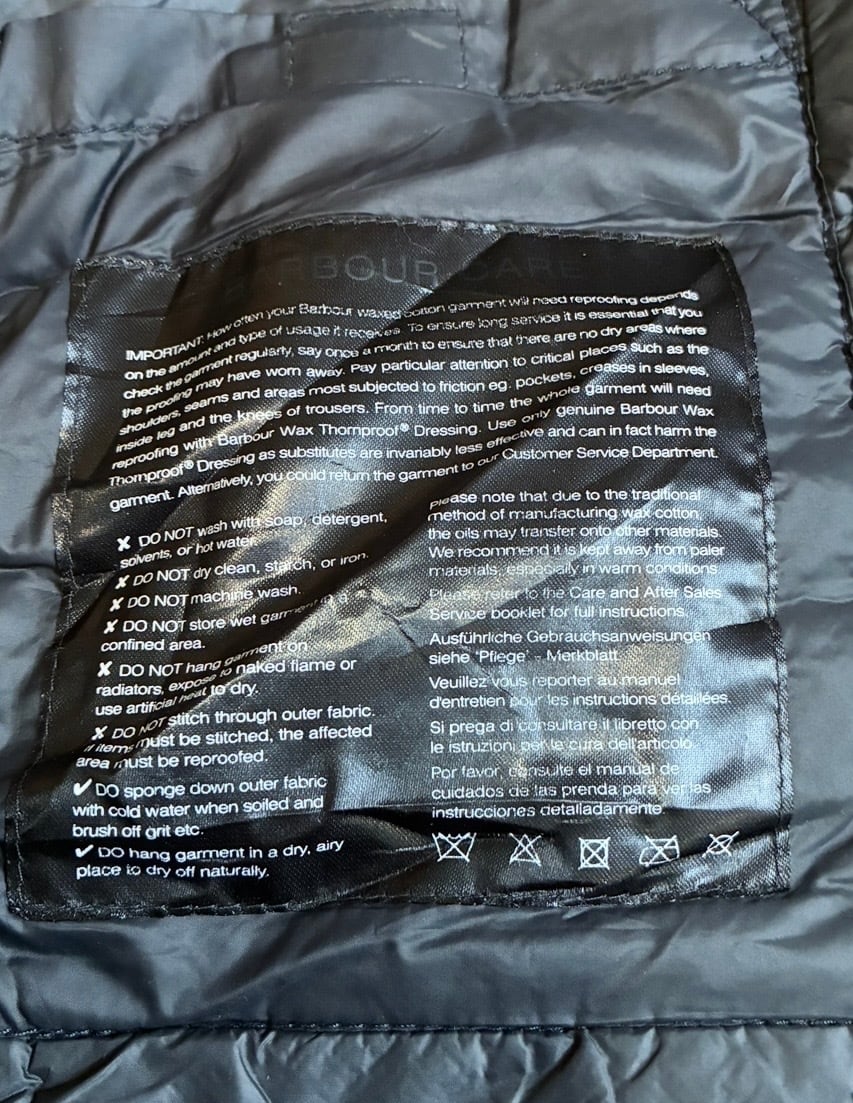 BARBOUR CARE
IMPORTANT: How often your Barbour waxed cotton garment will need reproofing depends
on the amount and type of usage it receives. To ensure long service it is essential that you
check the garment regularly, say once a month to ensure that there are no dry areas where
the proofing may have worn away. Pay particular attention to critical places such as the
shoulders, seams and areas most subjected to friction eg. pockets, creases in sleeves,
inside leg and the knees of trousers. From time to time the whole garment will need
reproofing with Barbour Wax Thornproof® Dressing. Use only genuine Barbour Wax
Thornproof® Dressing as substitutes are invariably less effective and can in fact harm the
garment. Alternatively, you could return the garment to our Customer Service Department.
✗ DO NOT wash with soap, detergent,
solvents, or hot water.
✗ DO NOT dry clean, starch, or iron.
✗ DO NOT machine wash.
✗ DO NOT store wet garment in a
confined area.
✗ DO NOT hang garment on
radiators, expose to naked flame or
use artificial heat to dry.
✗ DO NOT stitch through outer fabric.
If items must be stitched, the affected
area must be reproofed.
✔ DO sponge down outer fabric
with cold water when soiled and
brush off grit etc.
✔ DO hang garment in a dry, airy
place to dry off naturally.
Please note that due to the traditional
method of manufacturing wax cotton
the oils may transfer onto other materials.
We recommend it is kept away from paler
materials, especially in warm conditions
Please refer to the Care and After Sales
Service booklet for full instructions.
Ausführliche Gebrauchsanweisungen
siehe 'Pflege' - Merkblatt
Veuillez vous reporter au manuel
d'entretien pour les instructions détaillées.
Si prega di consultare il libretto con
le istruzioni per la cura dell'articolo.
Por favor, consulte el manual de
cuidados de las prenda para ver las
instrucciones detalladamente.